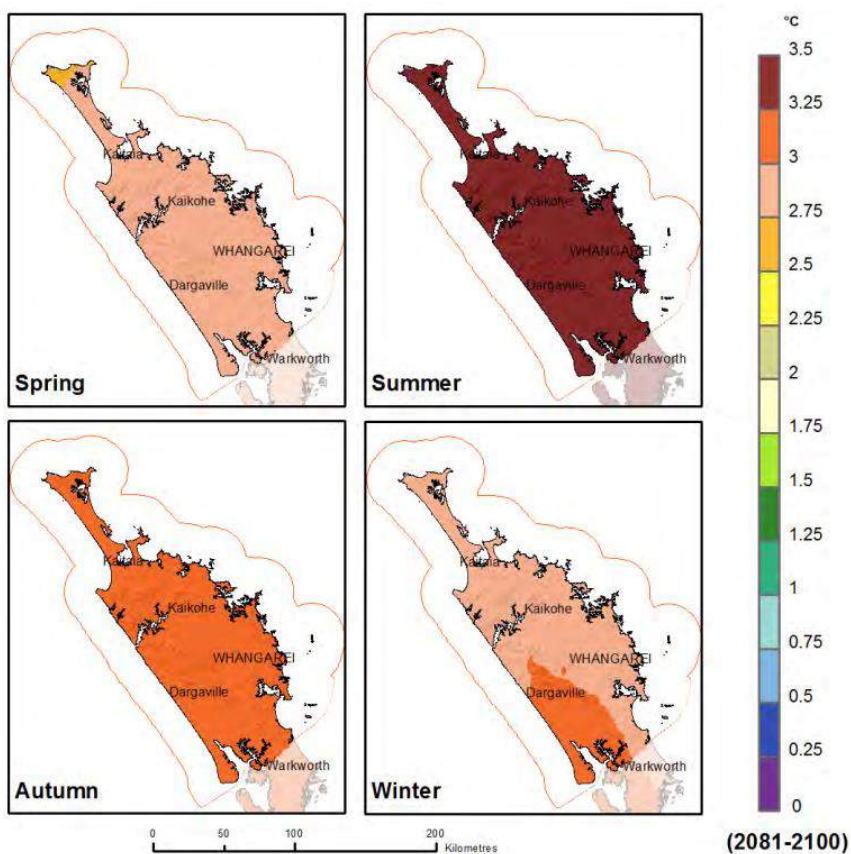 Kaitaia
Kaikohe
WHANGAREI
Dargaville
Warkworth
Spring
Kaitaia
Kaikohe
WHANGAREI
Dargaville
Warkworth
Summer
Kaitaia
Kaikohe
WHANGAREI
Dargaville
Warkworth
Autumn
Kaitaia
Kaikohe
WHANGAREI
Dargaville
Warkworth
Winter
°C
3.5
3.25
3
2.75
2.5
2.25
2
1.75
1.5
1.25
1
0.75
0.5
0.25
0
0 50 100 200
Kilometres
(2081-2100)